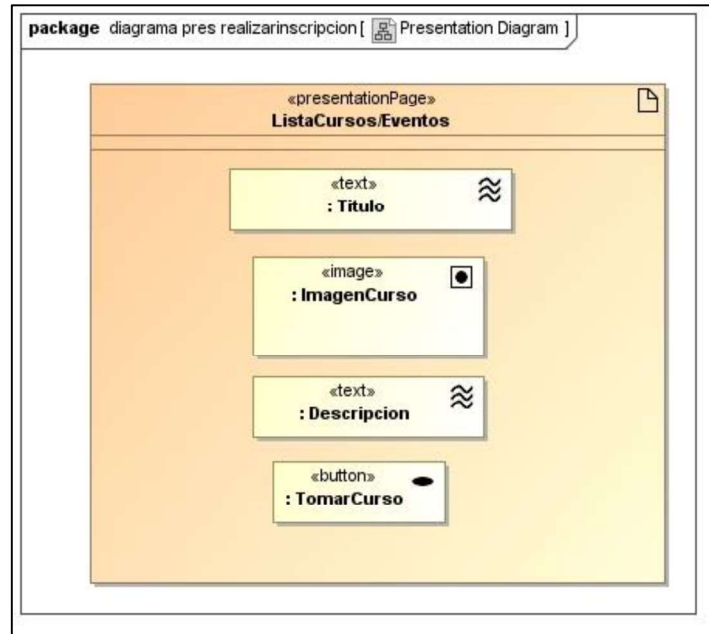 package diagrama pres realizarinscripcion [ Presentation Diagram ]
«presentationPage»
ListaCursos/Eventos
«text»
: Titulo
«image»
: ImagenCurso
«text»
: Descripcion
«button»
: TomarCurso